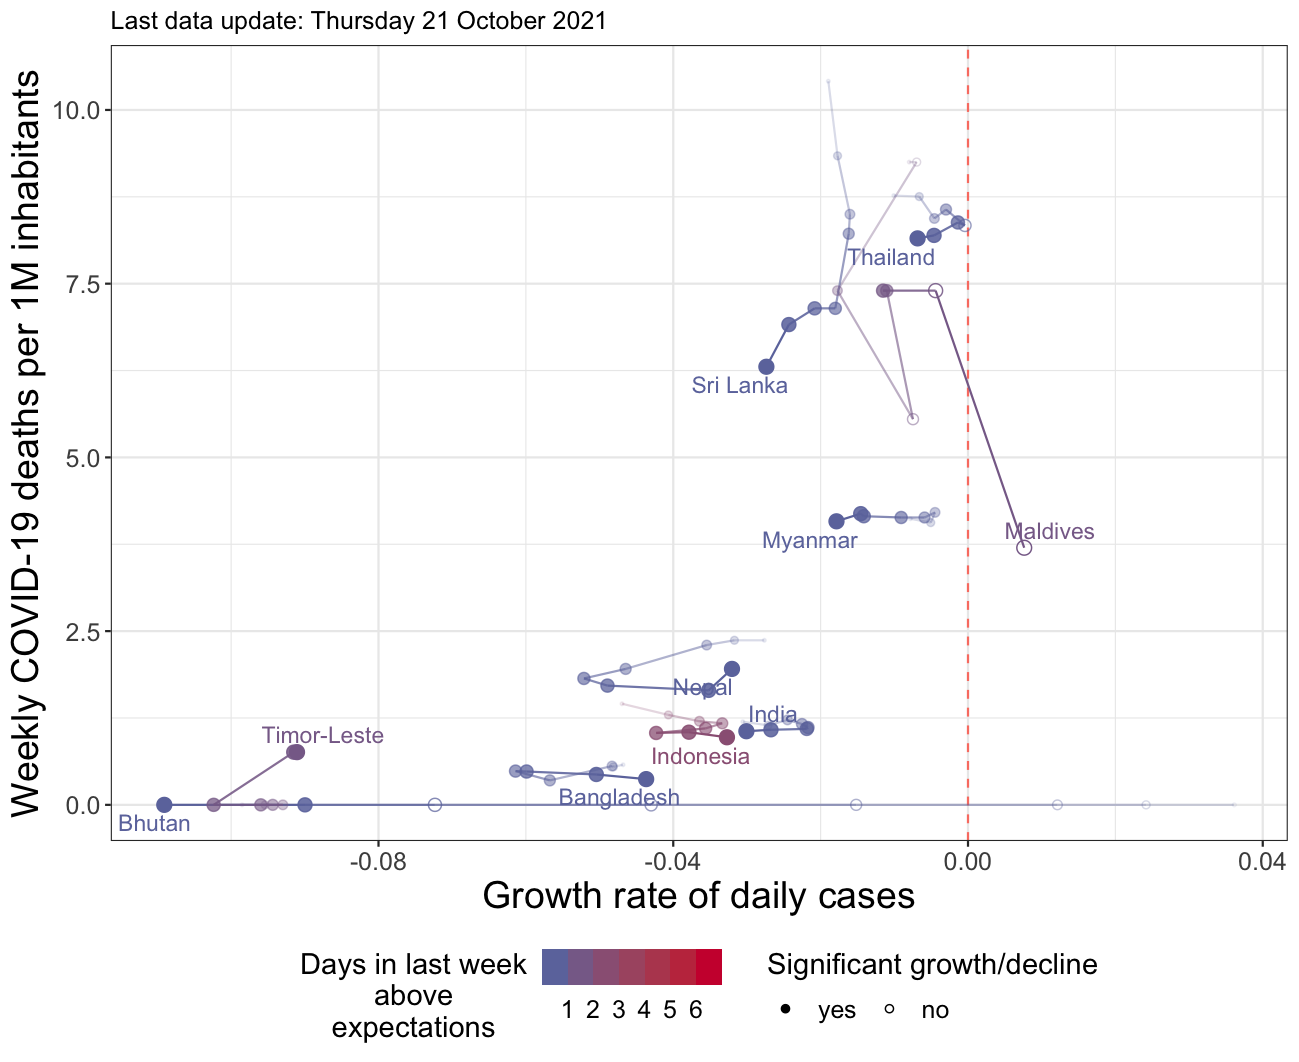 Last data update: Thursday 21 October 2021
Weekly COVID-19 deaths per 1M inhabitants
10.0
7.5
5.0
2.5
0.0
Thailand
Sri Lanka
Maldives
Myanmar
Nepal
India
Timor-Leste
Indonesia
Bangladesh
Bhutan
-0.08
-0.04
0.00
0.04
Growth rate of daily cases
Days in last week
above
expectations
1 2 3 4 5 6
Significant growth/decline
yes
no